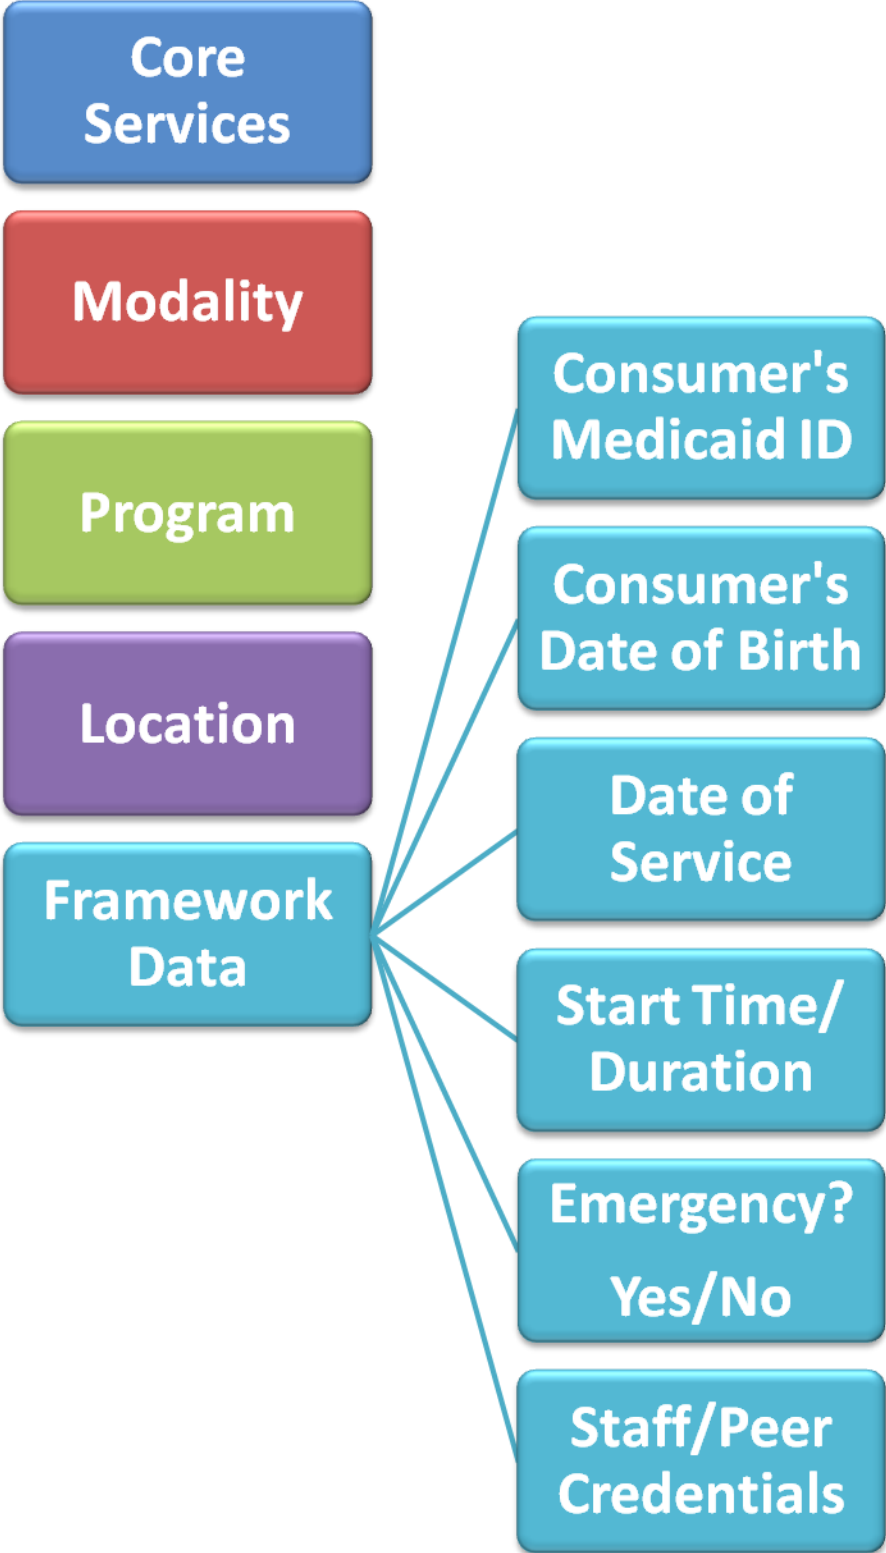 Core
Services
Modality
Program
Location
Framework
Data
Consumer's
Medicaid ID
Consumer's
Date of Birth
Date of
Service
Start Time/
Duration
Emergency?
Yes/No
Staff/Peer
Credentials